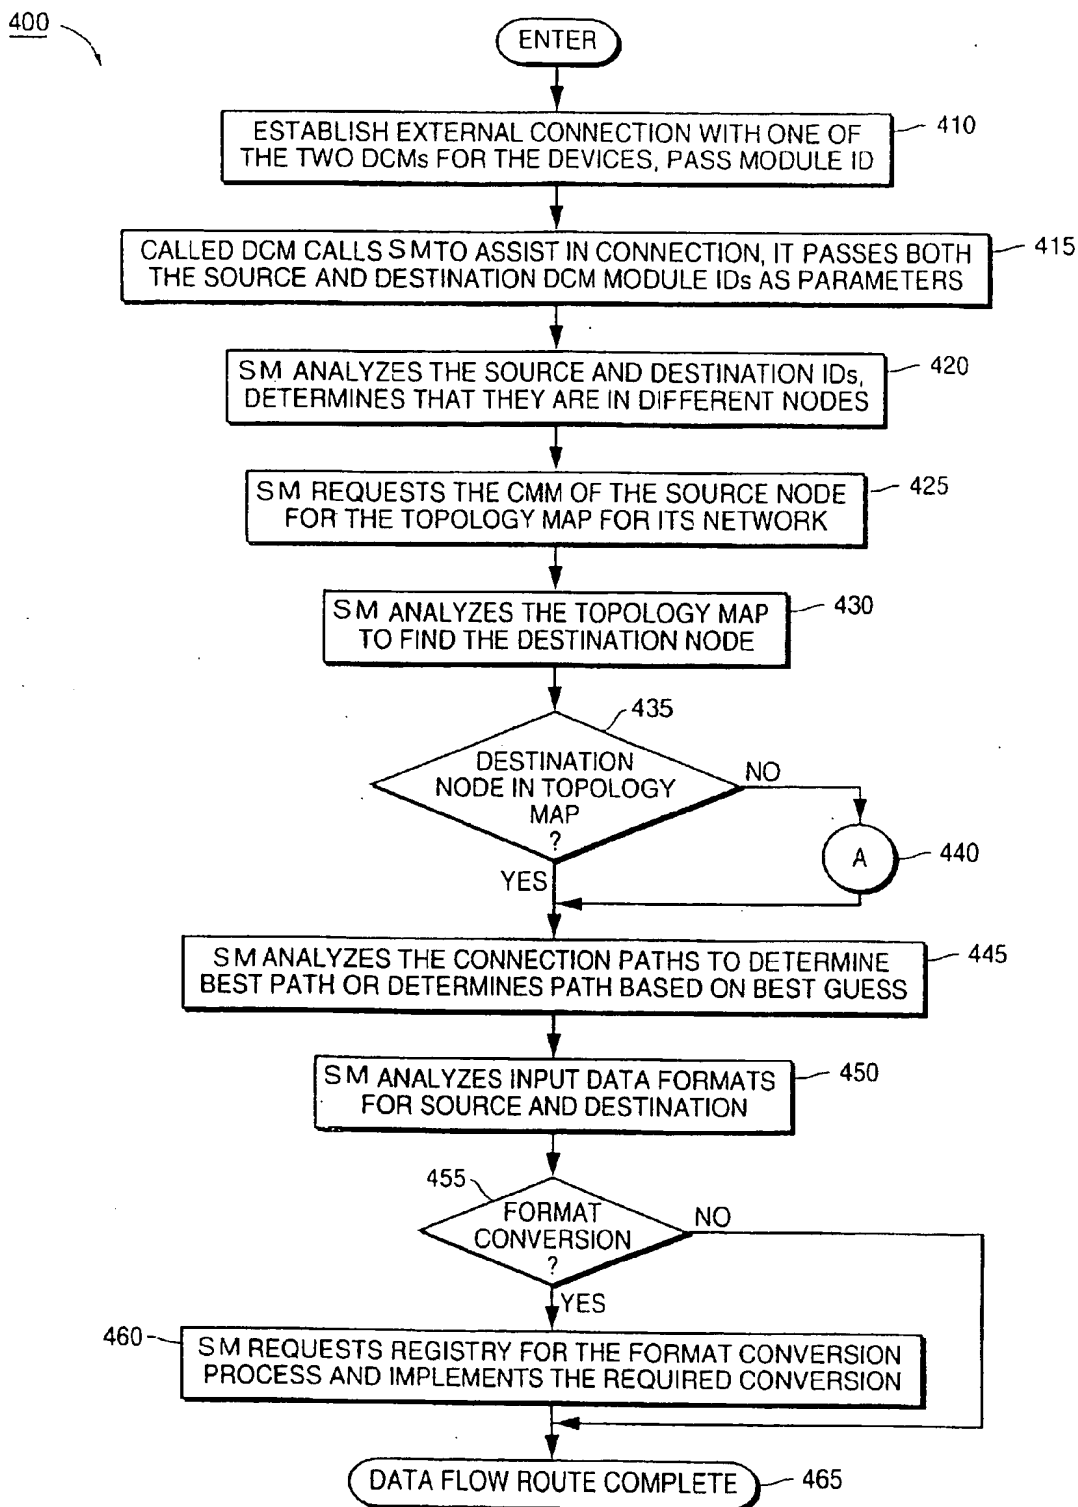 400
ENTER
ESTABLISH EXTERNAL CONNECTION WITH ONE OF
THE TWO DCMs FOR THE DEVICES, PASS MODULE ID
410
CALLED DCM CALLS SM TO ASSIST IN CONNECTION, IT PASSES BOTH
THE SOURCE AND DESTINATION DCM MODULE IDs AS PARAMETERS
415
SM ANALYZES THE SOURCE AND DESTINATION IDs,
DETERMINES THAT THEY ARE IN DIFFERENT NODES
420
SM REQUESTS THE CMM OF THE SOURCE NODE
FOR THE TOPOLOGY MAP FOR ITS NETWORK
425
SM ANALYZES THE TOPOLOGY MAP
TO FIND THE DESTINATION NODE
430
435
DESTINATION
NODE IN TOPOLOGY
MAP
?
NO
A
440
YES
SM ANALYZES THE CONNECTION PATHS TO DETERMINE
BEST PATH OR DETERMINES PATH BASED ON BEST GUESS
445
SM ANALYZES INPUT DATA FORMATS
FOR SOURCE AND DESTINATION
450
455
FORMAT
CONVERSION
?
NO
YES
460
SM REQUESTS REGISTRY FOR THE FORMAT CONVERSION
PROCESS AND IMPLEMENTS THE REQUIRED CONVERSION
DATA FLOW ROUTE COMPLETE
465